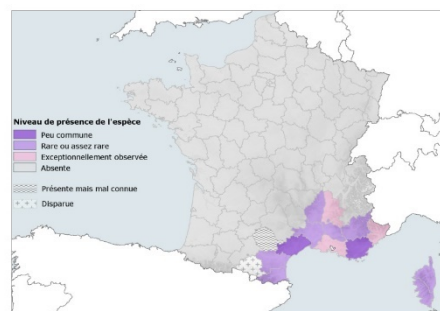 Niveau de présence de l'espèce
Peu commune
Rare ou assez rare
Exceptionnellement observée
Absente
Présente mais mal connue
Disparue